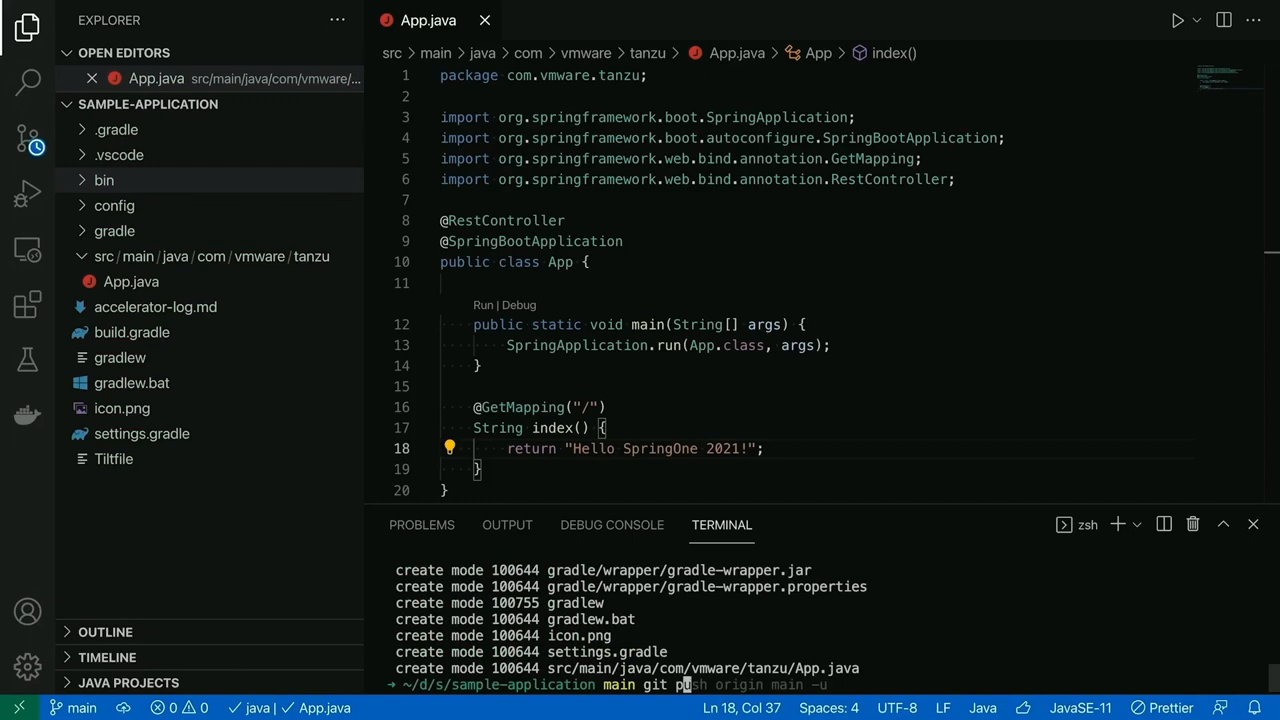 EXPLORER
OPEN EDITORS
App.java src/main/java/com/vmware/...
SAMPLE-APPLICATION
.gradle
.vscode
bin
config
gradle
src/main/java/com/vmware/tanzu
App.java
accelerator-log.md
build.gradle
gradlew
gradlew.bat
icon.png
settings.gradle
Tiltfile
OUTLINE
TIMELINE
JAVA PROJECTS
App.java
src > main > java > com > vmware > tanzu > App.java > App > index()
1 package com.vmware.tanzu;
2
3 import org.springframework.boot.SpringApplication;
4 import org.springframework.boot.autoconfigure.SpringBootApplication;
5 import org.springframework.web.bind.annotation.GetMapping;
6 import org.springframework.web.bind.annotation.RestController;
7
8 @RestController
9 @SpringBootApplication
10 public class App {
11
Run | Debug
12 public static void main(String[] args) {
13 SpringApplication.run(App.class, args);
14 }
15
16 @GetMapping("/")
17 String index() {
18 return "Hello SpringOne 2021!";
19 }
20 }
PROBLEMS OUTPUT DEBUG CONSOLE TERMINAL zsh
create mode 100644 gradle/wrapper/gradle-wrapper.jar
create mode 100644 gradle/wrapper/gradle-wrapper.properties
create mode 100755 gradlew
create mode 100644 gradlew.bat
create mode 100644 icon.png
create mode 100644 settings.gradle
create mode 100644 src/main/java/com/vmware/tanzu/App.java
→ ~/d/s/sample-application main git push origin main -u
main 0 0 java | App.java Ln 18, Col 37 Spaces: 4 UTF-8 LF Java JavaSE-11 Prettier